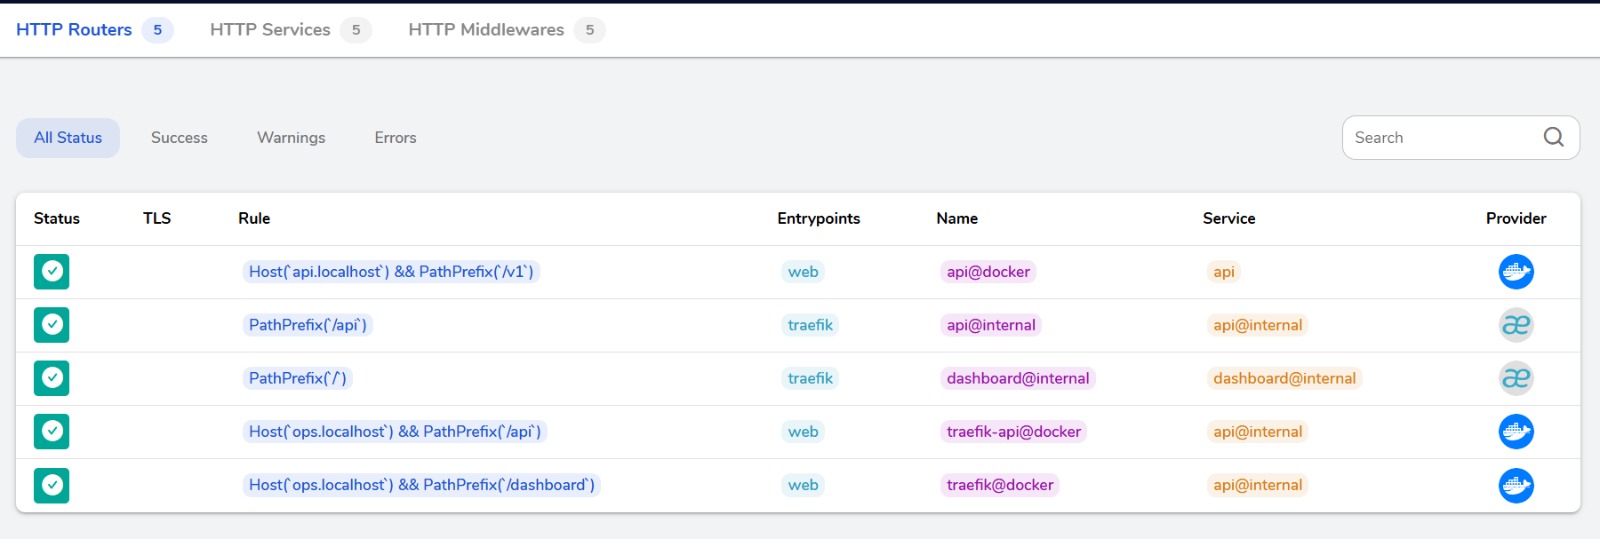 HTTP Routers 5 HTTP Services 5 HTTP Middlewares 5
All Status Success Warnings Errors Search
Status TLS Rule Entrypoints Name Service Provider
Host(`api.localhost`) && PathPrefix(`/v1`) web api@docker api
PathPrefix(`/api`) traefik api@internal api@internal æ
PathPrefix(`/`) traefik dashboard@internal dashboard@internal æ
Host(`ops.localhost`) && PathPrefix(`/api`) web traefik-api@docker api@internal
Host(`ops.localhost`) && PathPrefix(`/dashboard`) web traefik@docker api@internal